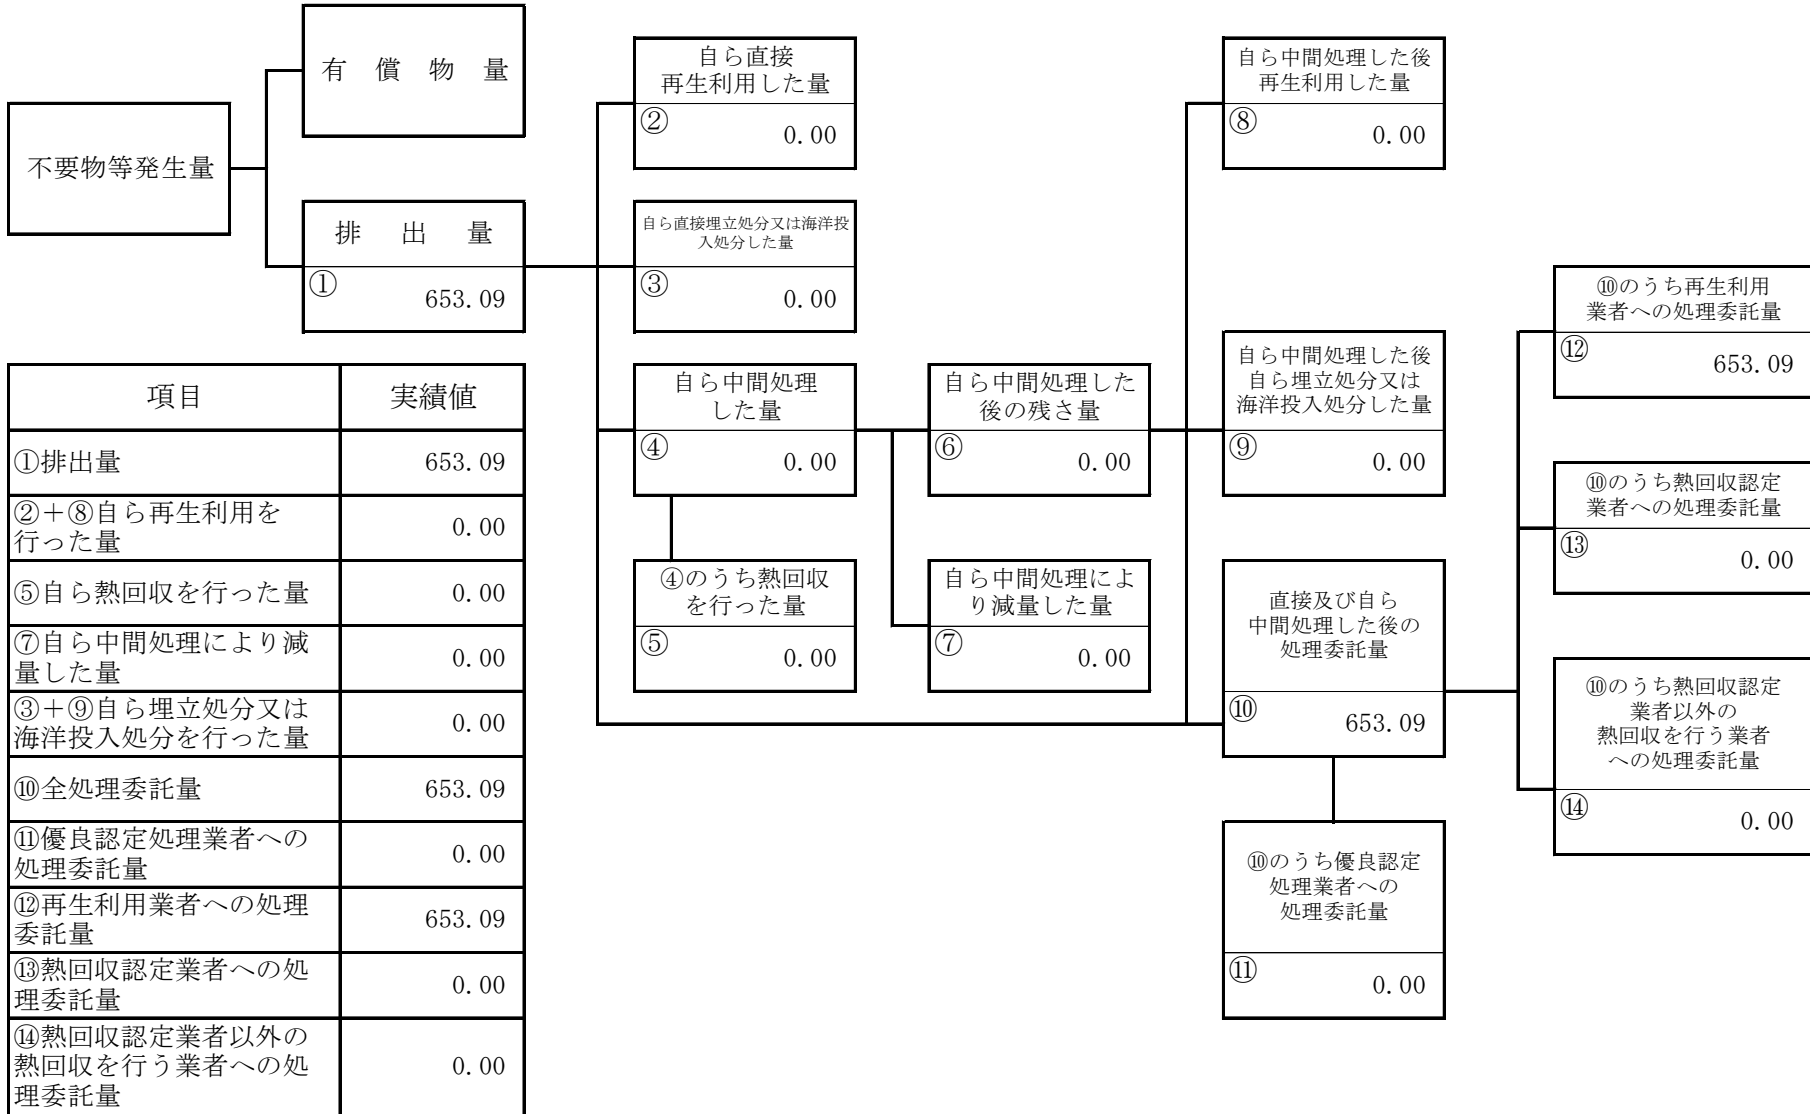 有 償 物 量
不要物等発生量
排 出 量
①
653.09
自ら直接
再生利用した量
②
0.00
自ら直接埋立処分又は海洋投
入処分した量
③
0.00
自ら中間処理
した量
④
0.00
④のうち熱回収
を行った量
⑤
0.00
自ら中間処理した
後の残さ量
⑥
0.00
自ら中間処理によ
り減量した量
⑦
0.00
自ら中間処理した後
再生利用した量
⑧
0.00
自ら中間処理した後
自ら埋立処分又は
海洋投入処分した量
⑨
0.00
直接及び自ら
中間処理した後の
処理委託量
⑩
653.09
⑩のうち優良認定
処理業者への
処理委託量
⑪
0.00
⑩のうち再生利用
業者への処理委託量
⑫
653.09
⑩のうち熱回収認定
業者への処理委託量
⑬
0.00
⑩のうち熱回収認定
業者以外の
熱回収を行う業者
への処理委託量
⑭
0.00
項目 実績値
①排出量 653.09
②＋⑧自ら再生利用を
行った量 0.00
⑤自ら熱回収を行った量 0.00
⑦自ら中間処理により減
量した量 0.00
③＋⑨自ら埋立処分又は
海洋投入処分を行った量 0.00
⑩全処理委託量 653.09
⑪優良認定処理業者への
処理委託量 0.00
⑫再生利用業者への処理
委託量 653.09
⑬熱回収認定業者への処
理委託量 0.00
⑭熱回収認定業者以外の
熱回収を行う業者への処
理委託量 0.00